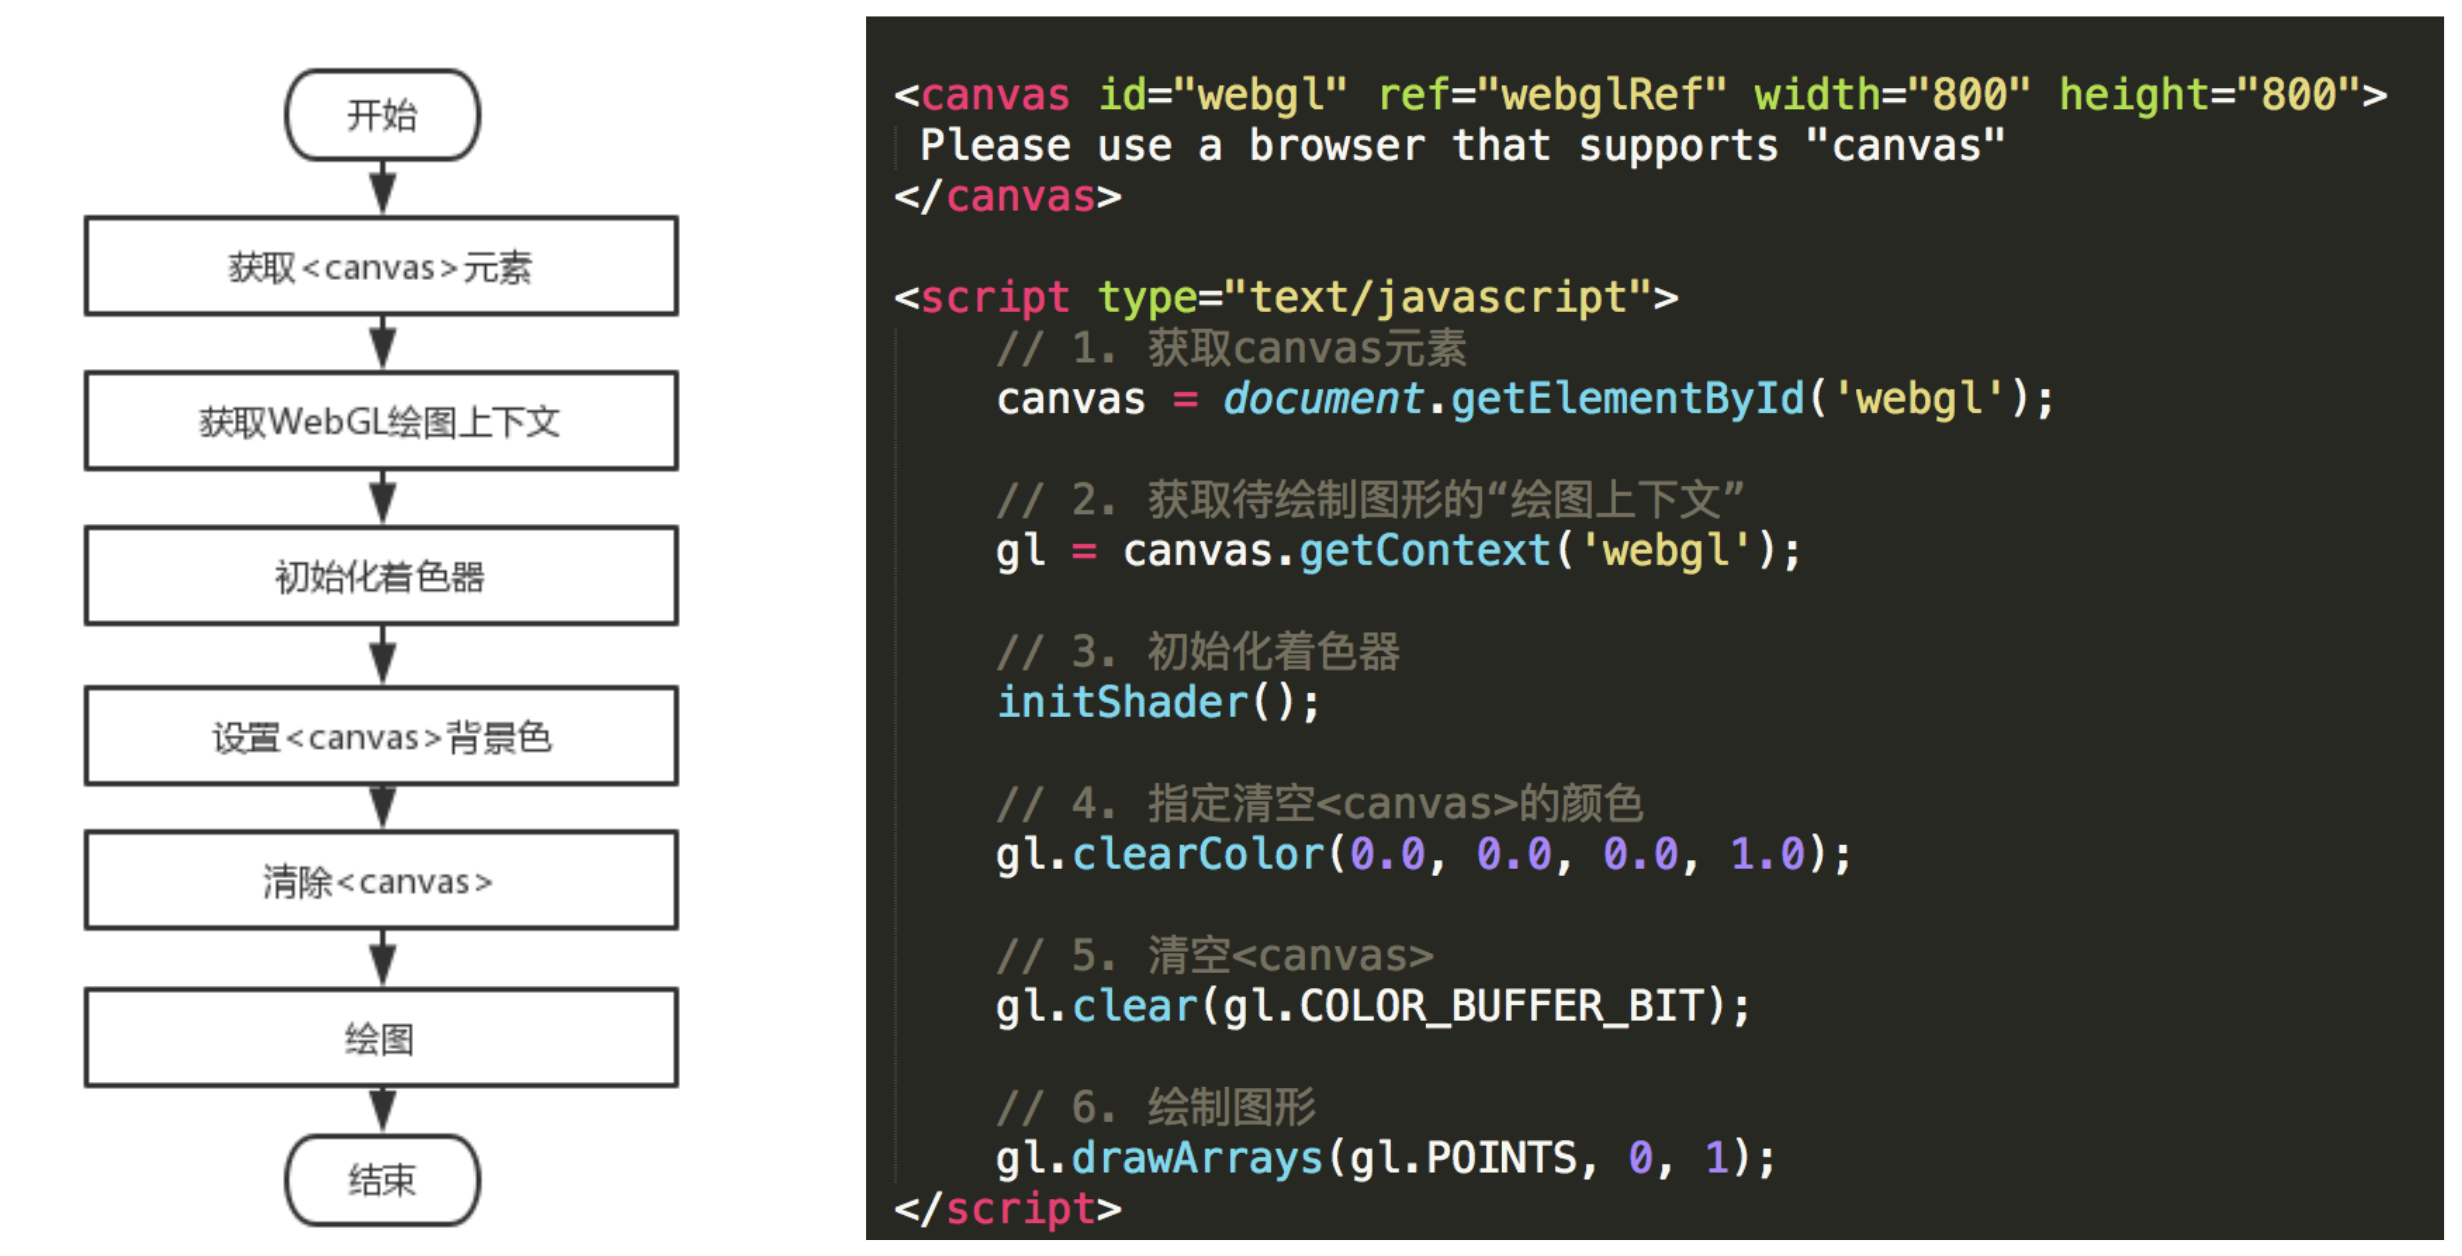 开始
获取<canvas>元素
获取WebGL绘图上下文
初始化着色器
设置<canvas>背景色
清除<canvas>
绘图
结束
<canvas id="webgl" ref="webglRef" width="800" height="800">
Please use a browser that supports "canvas"
</canvas>
<script type="text/javascript">
// 1. 获取canvas元素
canvas = document.getElementById('webgl');
// 2. 获取待绘制图形的“绘图上下文”
gl = canvas.getContext('webgl');
// 3. 初始化着色器
initShader();
// 4. 指定清空<canvas>的颜色
gl.clearColor(0.0, 0.0, 0.0, 1.0);
// 5. 清空<canvas>
gl.clear(gl.COLOR_BUFFER_BIT);
// 6. 绘制图形
gl.drawArrays(gl.POINTS, 0, 1);
</script>